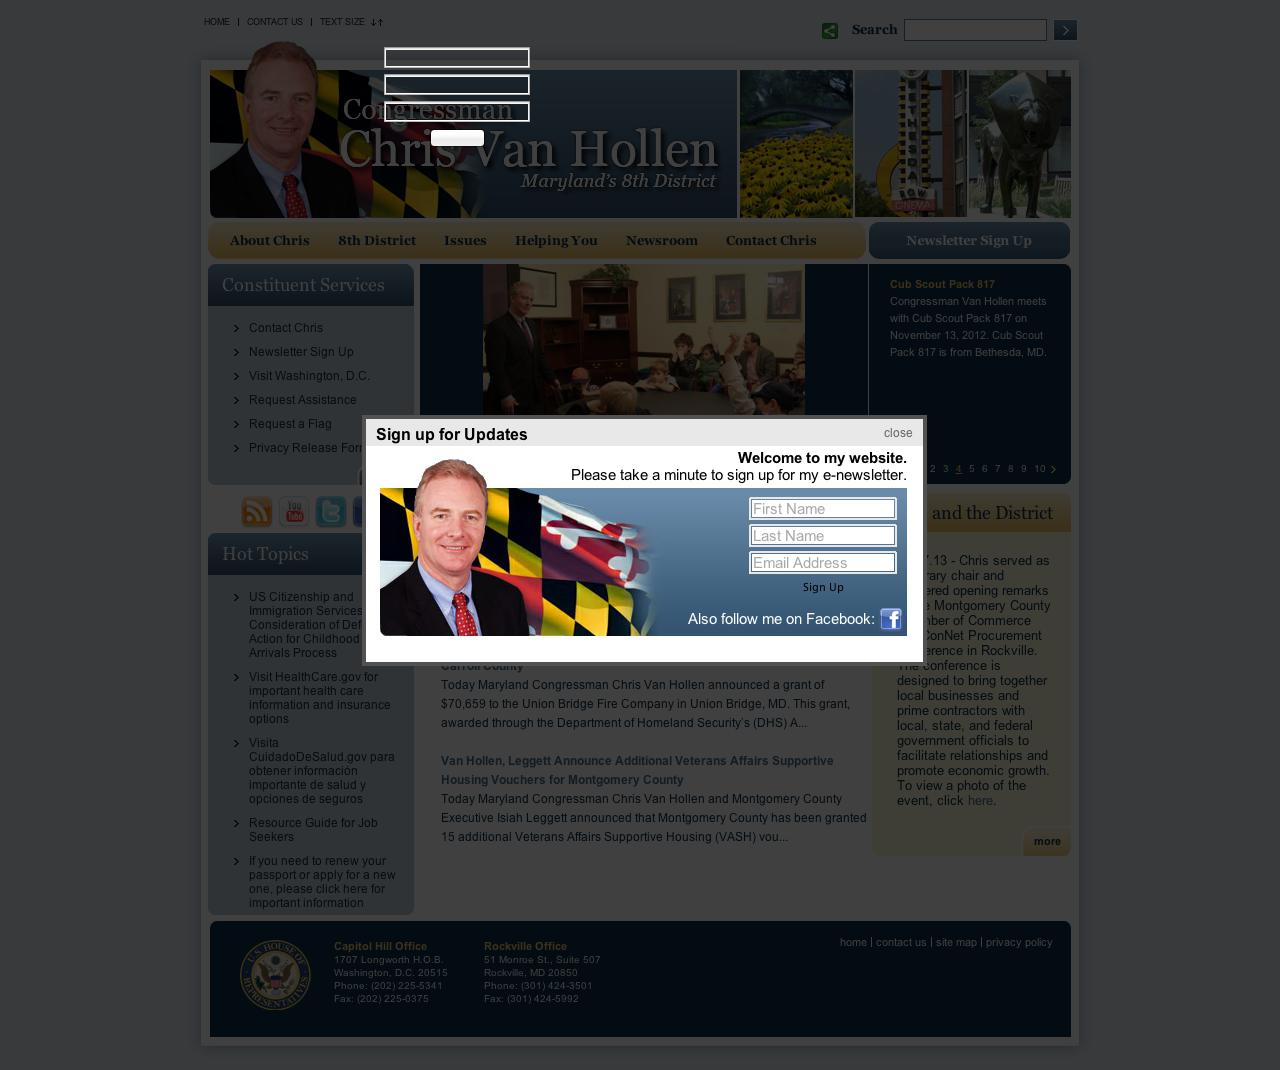 HOME | CONTACT US | TEXT SIZE
Search
Congressman
Chris Van Hollen
Maryland's 8th District
CINEMA
About Chris
8th District
Issues
Helping You
Newsroom
Contact Chris
Newsletter Sign Up
Constituent Services
Contact Chris
Newsletter Sign Up
Visit Washington, D.C.
Request Assistance
Request a Flag
Privacy Release
Cub Scout Pack 817
Congressman Van Hollen meets
with Cub Scout Pack 817 on
November 13, 2012. Cub Scout
Pack 817 is from Bethesda, MD.
2 3 4 5 6 7 8 9 10
Sign up for Updates
close
Welcome to my website.
Please take a minute to sign up for my e-newsletter.
First Name
Last Name
Email Address
Sign Up
Also follow me on Facebook:
You
Tube
Hot Topics
US Citizenship and
Immigration Services
Consideration of
Action for Childhood
Arrivals Process
Visit HealthCare.gov for
important health care
information and insurance
options
Visita
CuidadoDeSalud.gov para
obtener información
importante de salud y
opciones de seguros
Resource Guide for Job
Seekers
If you need to renew your
passport or apply for a new
one, please click here for
important information
Carroll County
Today Maryland Congressman Chris Van Hollen announced a grant of
$70,659 to the Union Bridge Fire Company in Union Bridge, MD. This grant,
awarded through the Department of Homeland Security's (DHS) A...
Van Hollen, Leggett Announce Additional Veterans Affairs Supportive
Housing Vouchers for Montgomery County
Today Maryland Congressman Chris Van Hollen and Montgomery County
Executive Isiah Leggett announced that Montgomery County has been granted
15 additional Veterans Affairs Supportive Housing (VASH) vou...
and the District
.13 - Chris served as
chair and
opening remarks
Montgomery County
of Commerce
ConNet Procurement
in Rockville.
The conference is
designed to bring together
local businesses and
prime contractors with
local, state, and federal
government officials to
facilitate relationships and
promote economic growth.
To view a photo of the
event, click here.
more
U.S. HOUSE OF REPRESENTATIVES
Capitol Hill Office
1707 Longworth H.O.B.
Washington, D.C. 20515
Phone: (202) 225-5341
Fax: (202) 225-0375
Rockville Office
51 Monroe St., Suite 507
Rockville, MD 20850
Phone: (301) 424-3501
Fax: (301) 424-5992
home | contact us | site map | privacy policy